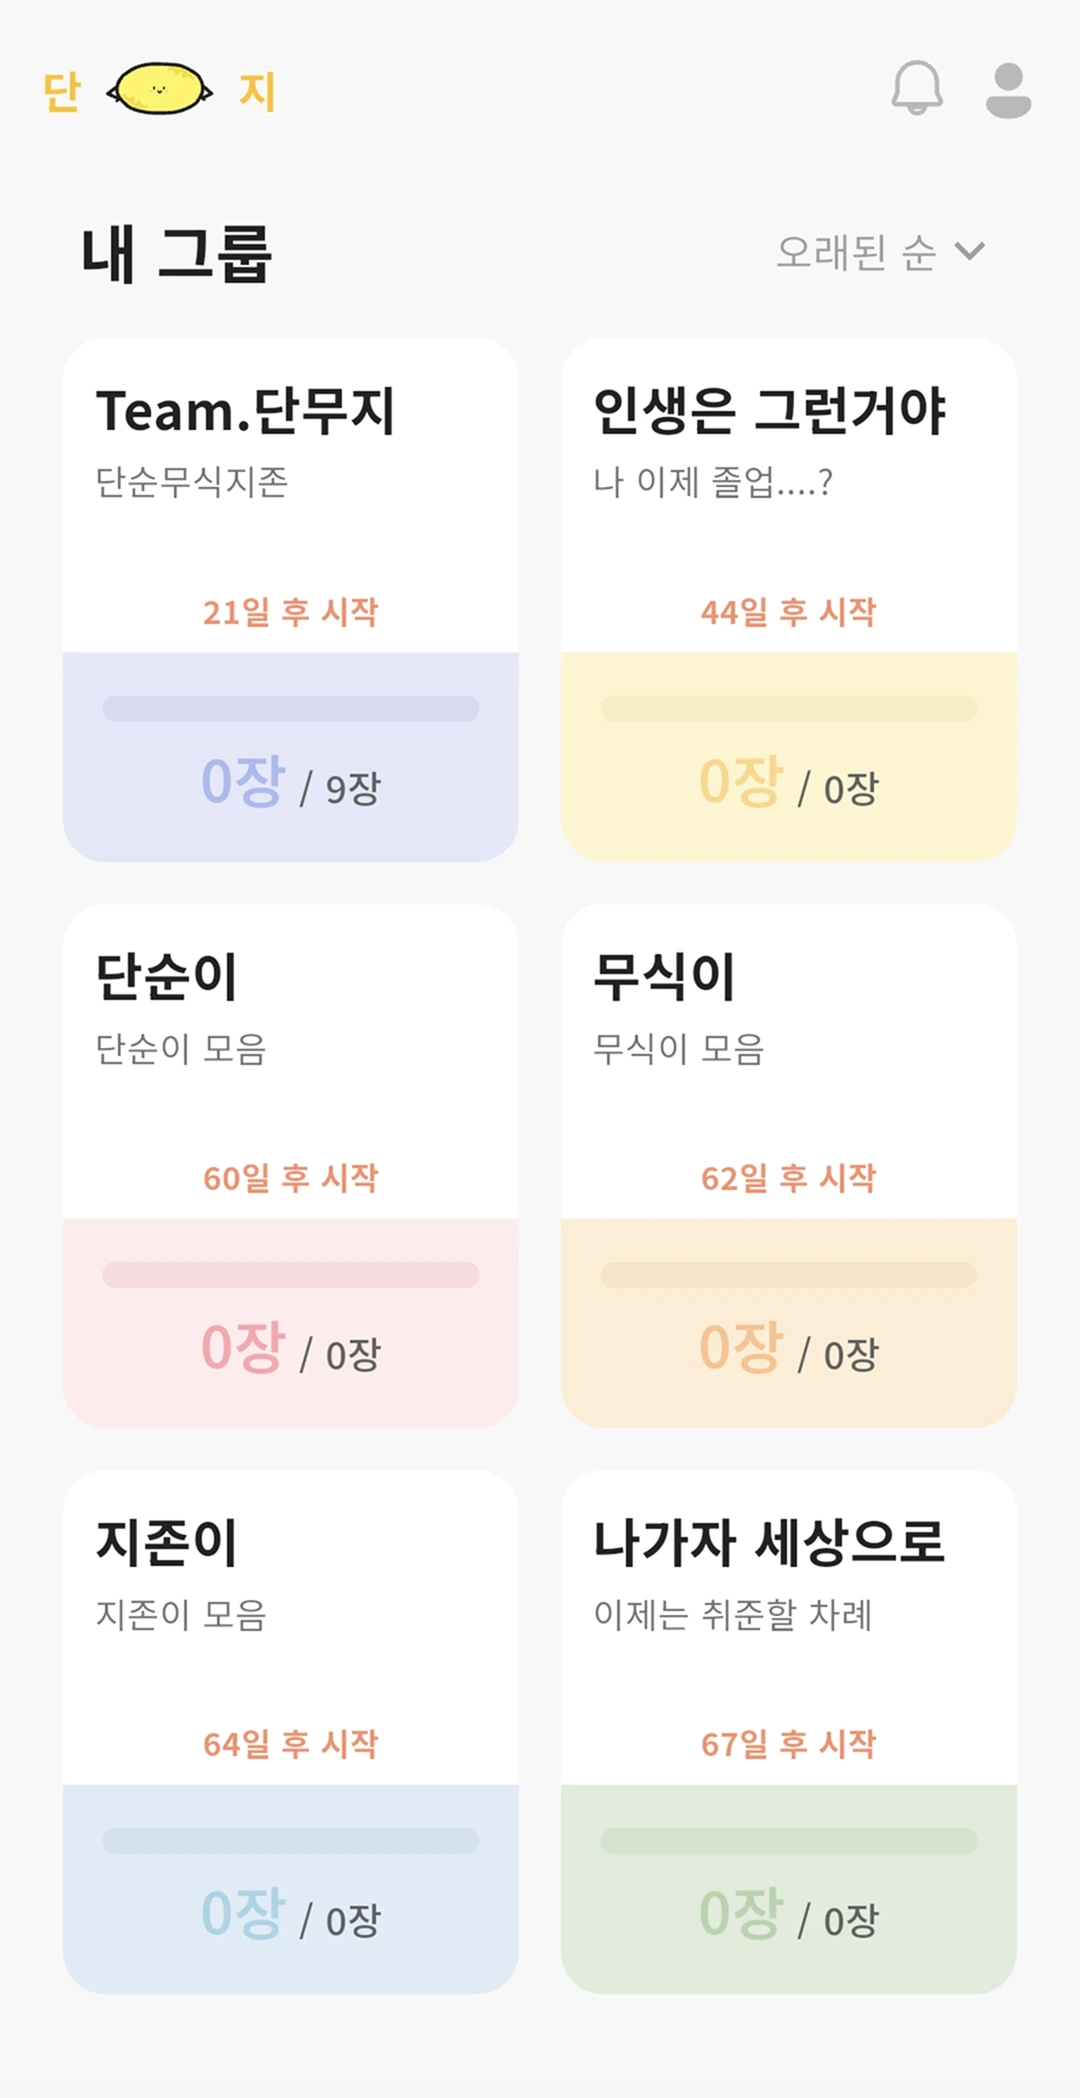 단 지
내 그룹
오래된 순
Team.단무지
단순무식지존
21일 후 시작
0장 / 9장
인생은 그런거야
나 이제 졸업....?
44일 후 시작
0장 / 0장
단순이
단순이 모음
60일 후 시작
0장 / 0장
무식이
무식이 모음
62일 후 시작
0장 / 0장
지존이
지존이 모음
64일 후 시작
0장 / 0장
나가자 세상으로
이제는 취준할 차례
67일 후 시작
0장 / 0장